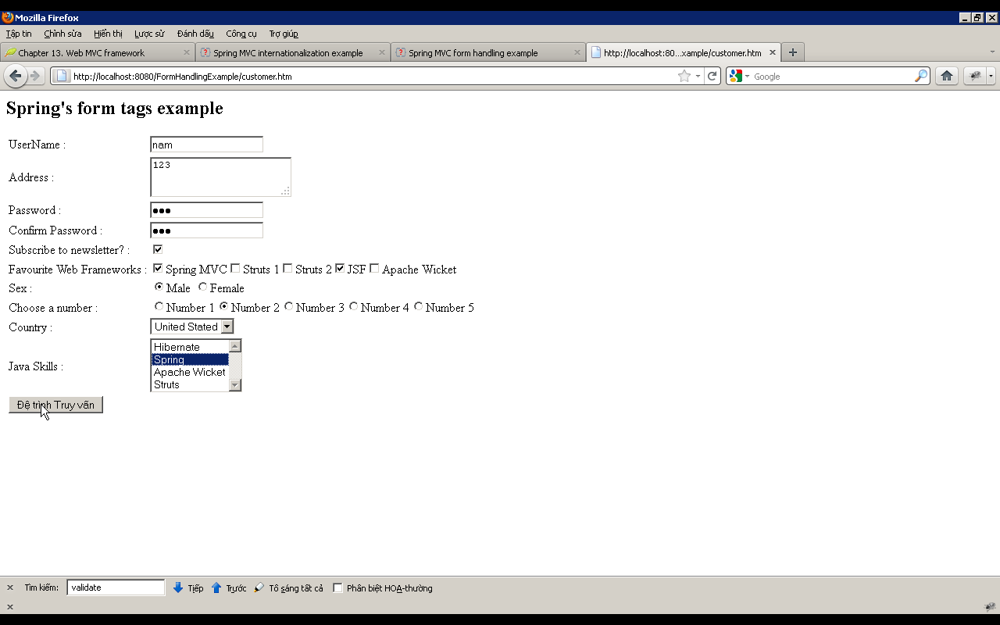 Mozilla Firefox
Tập tin Chỉnh sửa Hiển thị Lược sử Đánh dấu Công cụ Trợ giúp
Chapter 13. Web MVC framework Spring MVC internationalization example Spring MVC form handling example http://localhost:80...xample/customer.htm
http://localhost:8080/FormHandlingExample/customer.htm Google
Spring's form tags example
UserName : nam
Address : 123
Password : •••
Confirm Password : •••
Subscribe to newsletter? :
Favourite Web Frameworks : Spring MVC Struts 1 Struts 2 JSF Apache Wicket
Sex : Male Female
Choose a number : Number 1 Number 2 Number 3 Number 4 Number 5
Country : United Stated
Java Skills :
Hibernate
Spring
Apache Wicket
Struts
Đệ trình Truy vấn
Tìm kiếm: validate Tiếp Trước Tô sáng tất cả Phân biệt HOA-thường